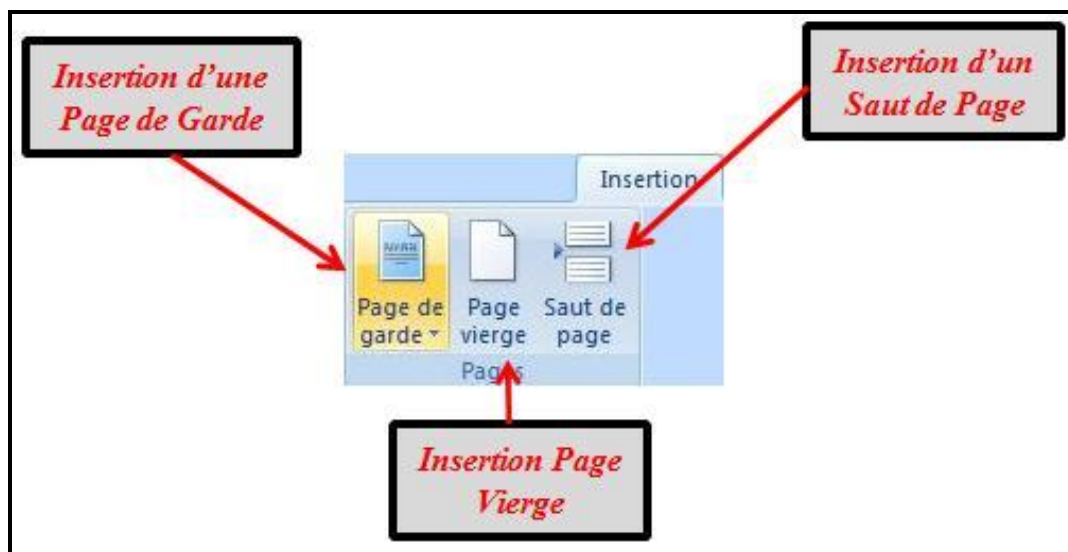 Insertion d'une
Page de Garde
Insertion d'un
Saut de Page
Insertion
Page de
garde
Page
vierge
Saut de
page
Pages
Insertion Page
Vierge